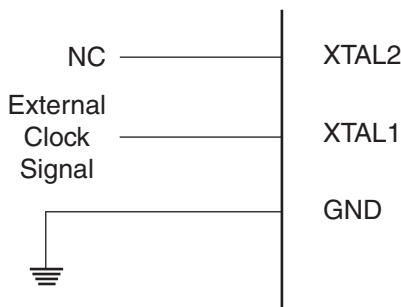 NC
XTAL2
External
Clock
Signal
XTAL1
GND